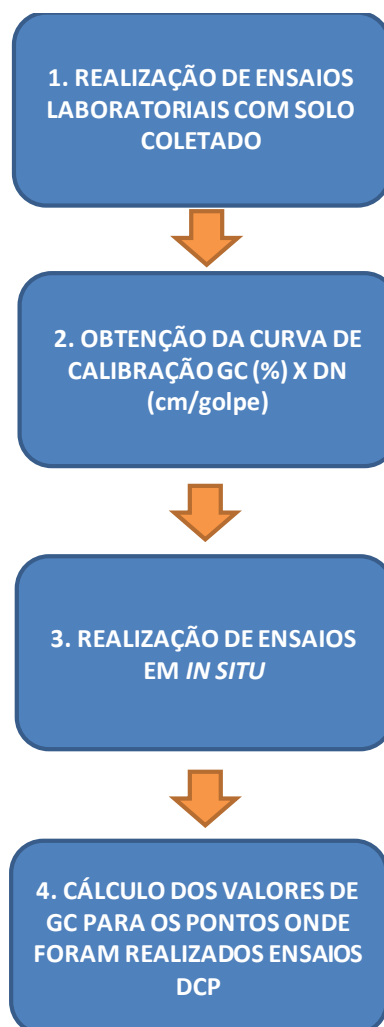 1. REALIZAÇÃO DE ENSAIOS
LABORATORIAIS COM SOLO
COLETADO
2. OBTENÇÃO DA CURVA DE
CALIBRAÇÃO GC (%) X DN
(cm/golpe)
3. REALIZAÇÃO DE ENSAIOS
EM IN SITU
4. CÁLCULO DOS VALORES DE
GC PARA OS PONTOS ONDE
FORAM REALIZADOS ENSAIOS
DCP